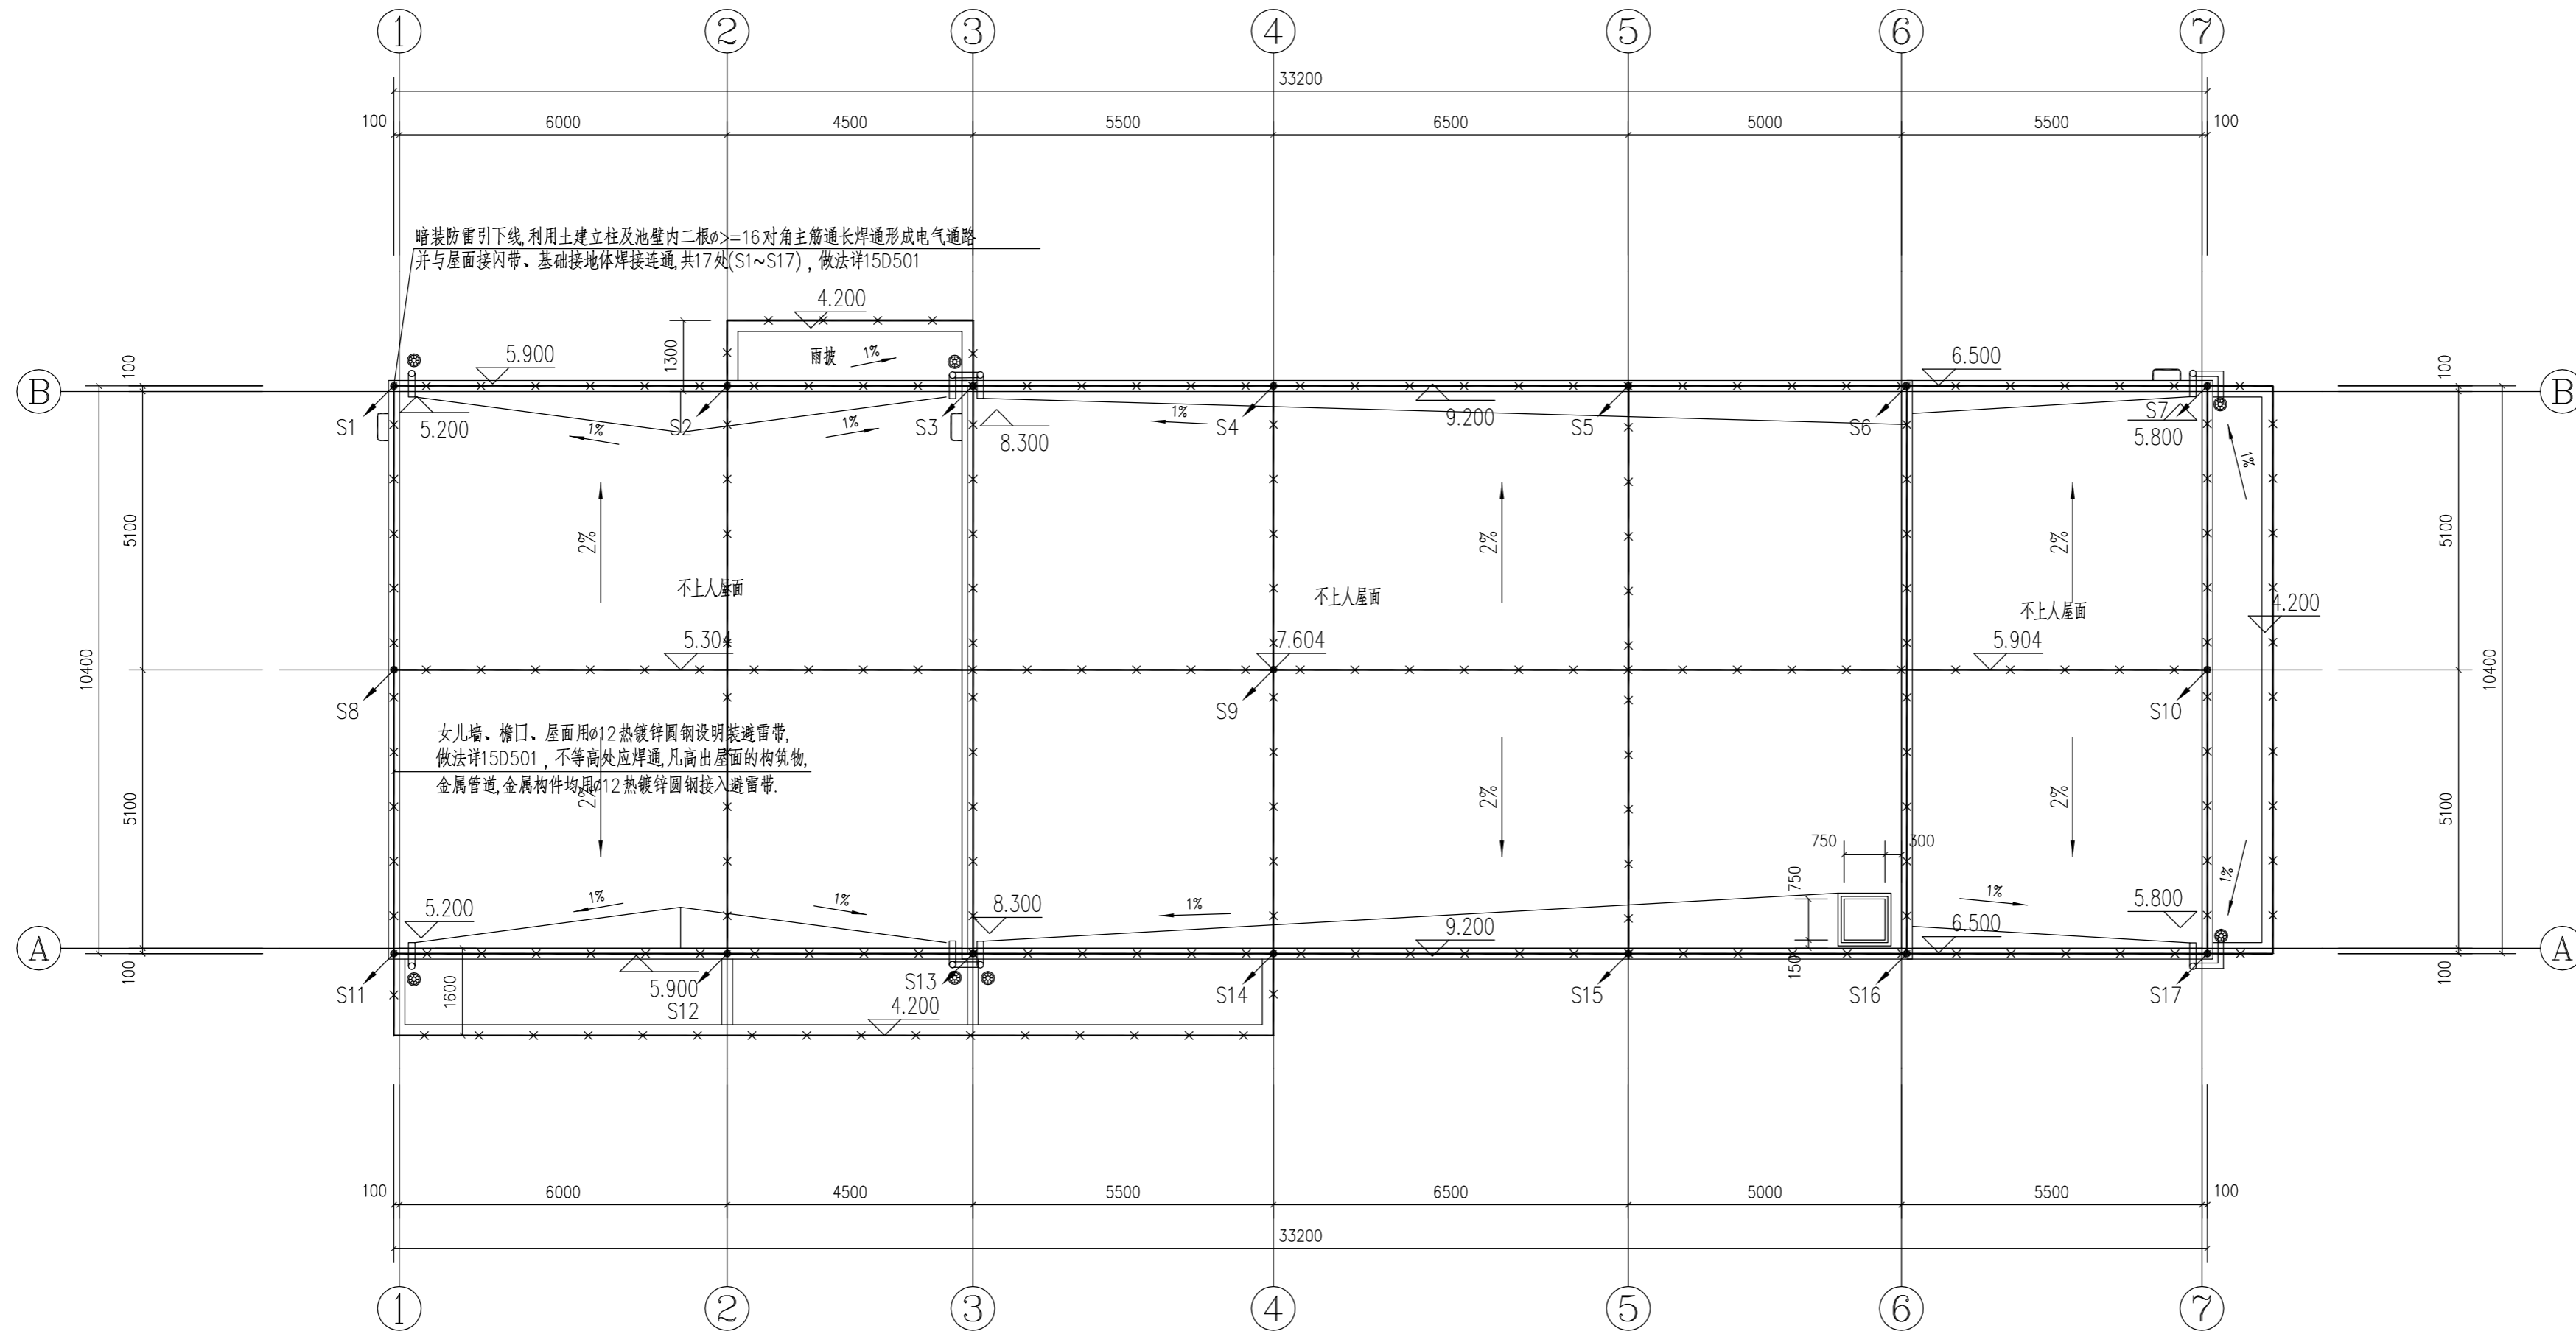 1 2 3 4 5 6 7
33200
100 6000 4500 5500 6500 5000 5500 100
暗装防雷引下线,利用土建立柱及池壁内二根ø>=16对角主筋通长焊通形成电气通路
并与屋面接闪带、基础接地体焊接连通,共17处(S1~S17),做法详15D501
4.200
雨披 1%
1300
5.900
6.500
100
100
B
B
S1 5.200 1% S2 1% S3 8.300 1% S4 9.200 S5 S6 S7 5.800
1%
2% 2% 2%
5100
5100
不上人屋面 不上人屋面 不上人屋面
4.200
10400
10400
5.304 7.604 5.904
S8 S9 S10
女儿墙、檐口、屋面用ø12热镀锌圆钢设明装避雷带,
做法详15D501,不等高处应焊通,凡高出屋面的构筑物,
金属管道,金属构件均用ø12热镀锌圆钢接入避雷带.
2% 2% 2%
5100
5100
750 300
750
150
5.200 1% 1% 8.300 1% 9.200 1% 6.500 5.800 1%
A
A
100
100
S11 1600 5.900 S12 S13 S14 S15 S16 S17
4.200
100 6000 4500 5500 6500 5000 5500 100
33200
1 2 3 4 5 6 7